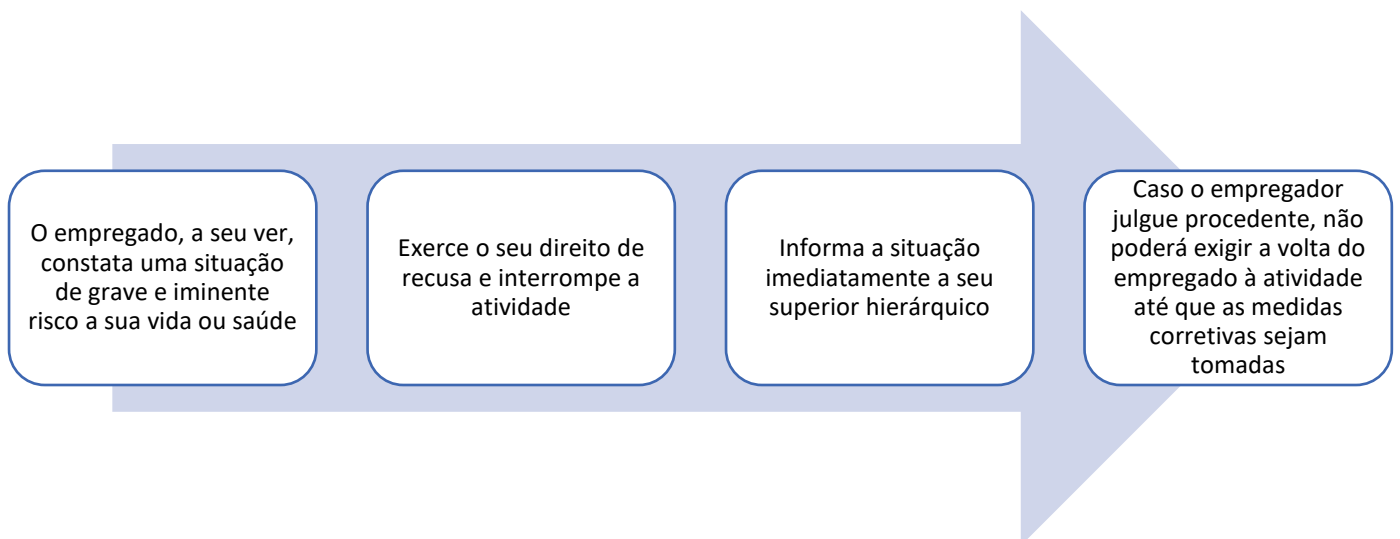 O empregado, a seu ver,
constata uma situação
de grave e iminente
risco a sua vida ou saúde
Exerce o seu direito de
recusa e interrompe a
atividade
Informa a situação
imediatamente a seu
superior hierárquico
Caso o empregador
julgue procedente, não
poderá exigir a volta do
empregado à atividade
até que as medidas
corretivas sejam
tomadas